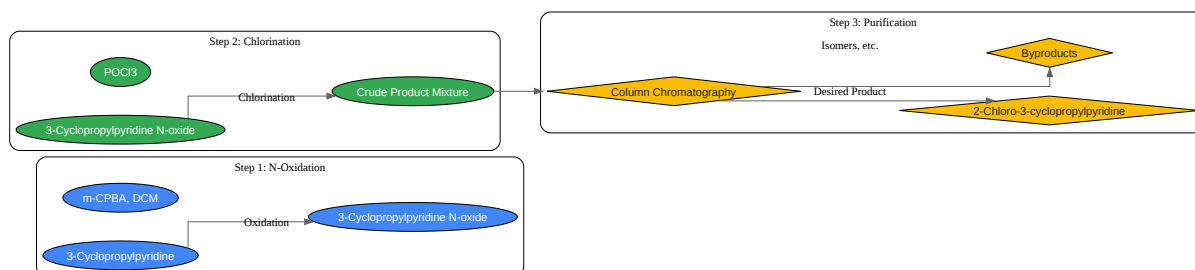 Step 3: Purification
Isomers, etc.
Byproducts
Column Chromatography
Desired Product
2-Chloro-3-cyclopropylpyridine
Step 2: Chlorination
POCl3
Chlorination
Crude Product Mixture
3-Cyclopropylpyridine N-oxide
Step 1: N-Oxidation
m-CPBA, DCM
3-Cyclopropylpyridine N-oxide
Oxidation
3-Cyclopropylpyridine